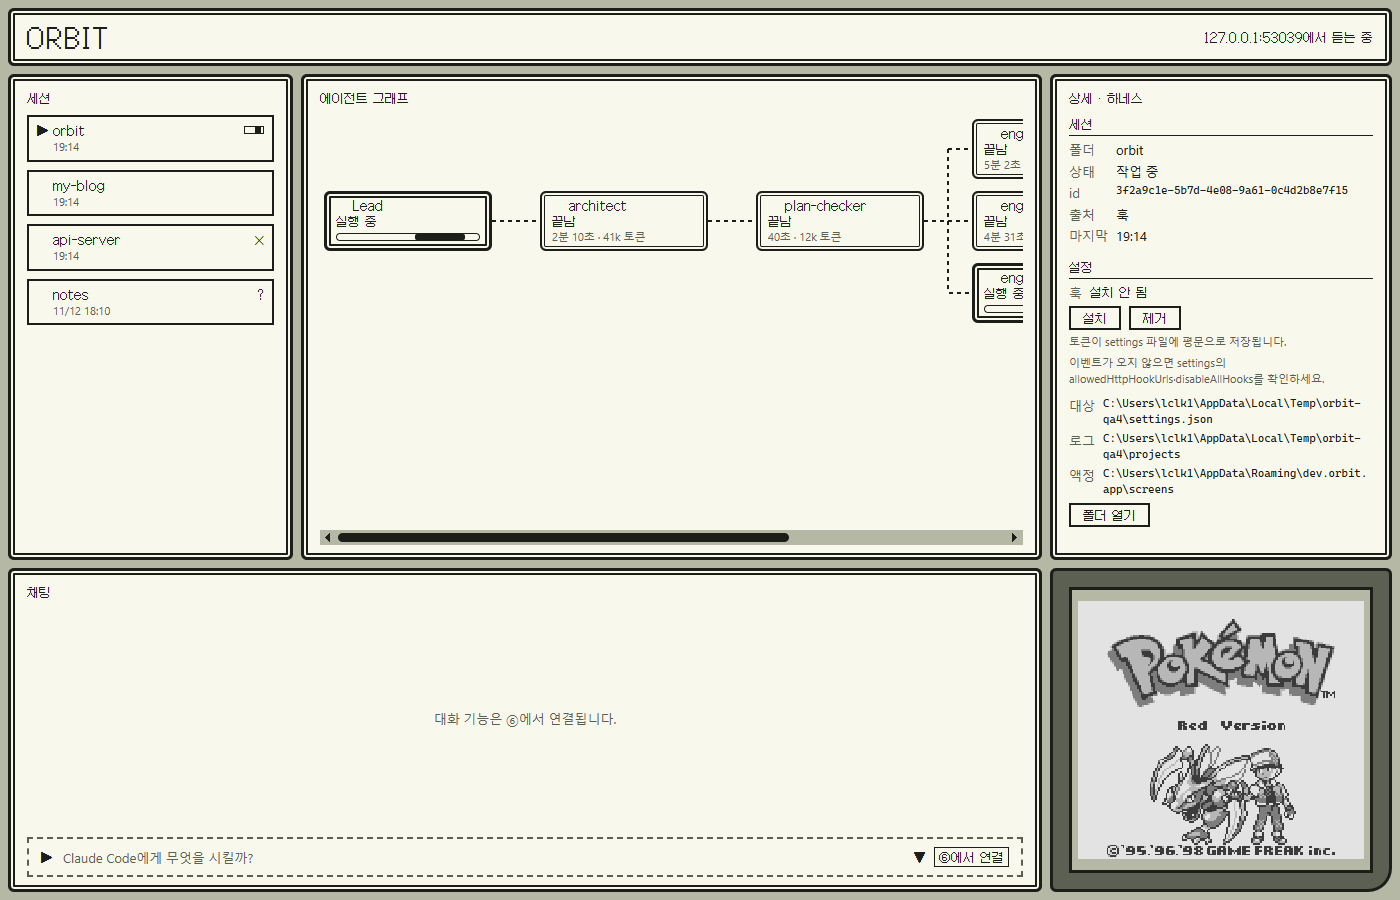 ORBIT
127.0.0.1:53039에서 듣는 중
세션
▶ orbit
19:14
my-blog
19:14
api-server ×
19:14
notes ?
11/12 18:10
에이전트 그래프
Lead
실행 중
architect
끝남
2분 10초 · 41k 토큰
plan-checker
끝남
40초 · 12k 토큰
eng
끝남
5분 2초
eng
끝남
4분 31초
eng
실행 중
상세 · 하네스
세션
폴더 orbit
상태 작업 중
id 3f2a9c1e-5b7d-4e08-9a61-0c4d2b8e7f15
출처 훅
마지막 19:14
설정
훅 설치 안 됨
설치 제거
토큰이 settings 파일에 평문으로 저장됩니다.
이벤트가 오지 않으면 settings의
allowedHttpHookUrls·disableAllHooks를 확인하세요.
대상 C:\Users\lclk1\AppData\Local\Temp\orbit-
qa4\settings.json
로그 C:\Users\lclk1\AppData\Local\Temp\orbit-
qa4\projects
액정 C:\Users\lclk1\AppData\Roaming\dev.orbit.
app\screens
폴더 열기
채팅
대화 기능은 ⑥에서 연결됩니다.
▶ Claude Code에게 무엇을 시킬까? ▼ ⑥에서 연결
POKéMON™
Red Version
©'95.'96.'98 GAME FREAK inc.